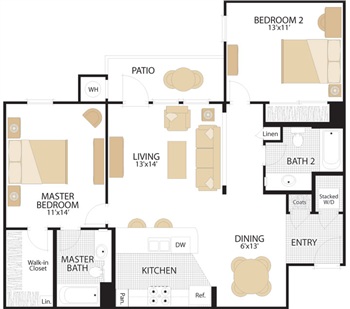 BEDROOM 2
13'x11'
PATIO
WH
Linen
LIVING
13'x14'
BATH 2
MASTER
BEDROOM
11'x14'
Coats
Stacked
W/D
DINING
6'x13'
DW
ENTRY
Walk-in
Closet
MASTER
BATH
KITCHEN
Lin.
Pan.
Ref.